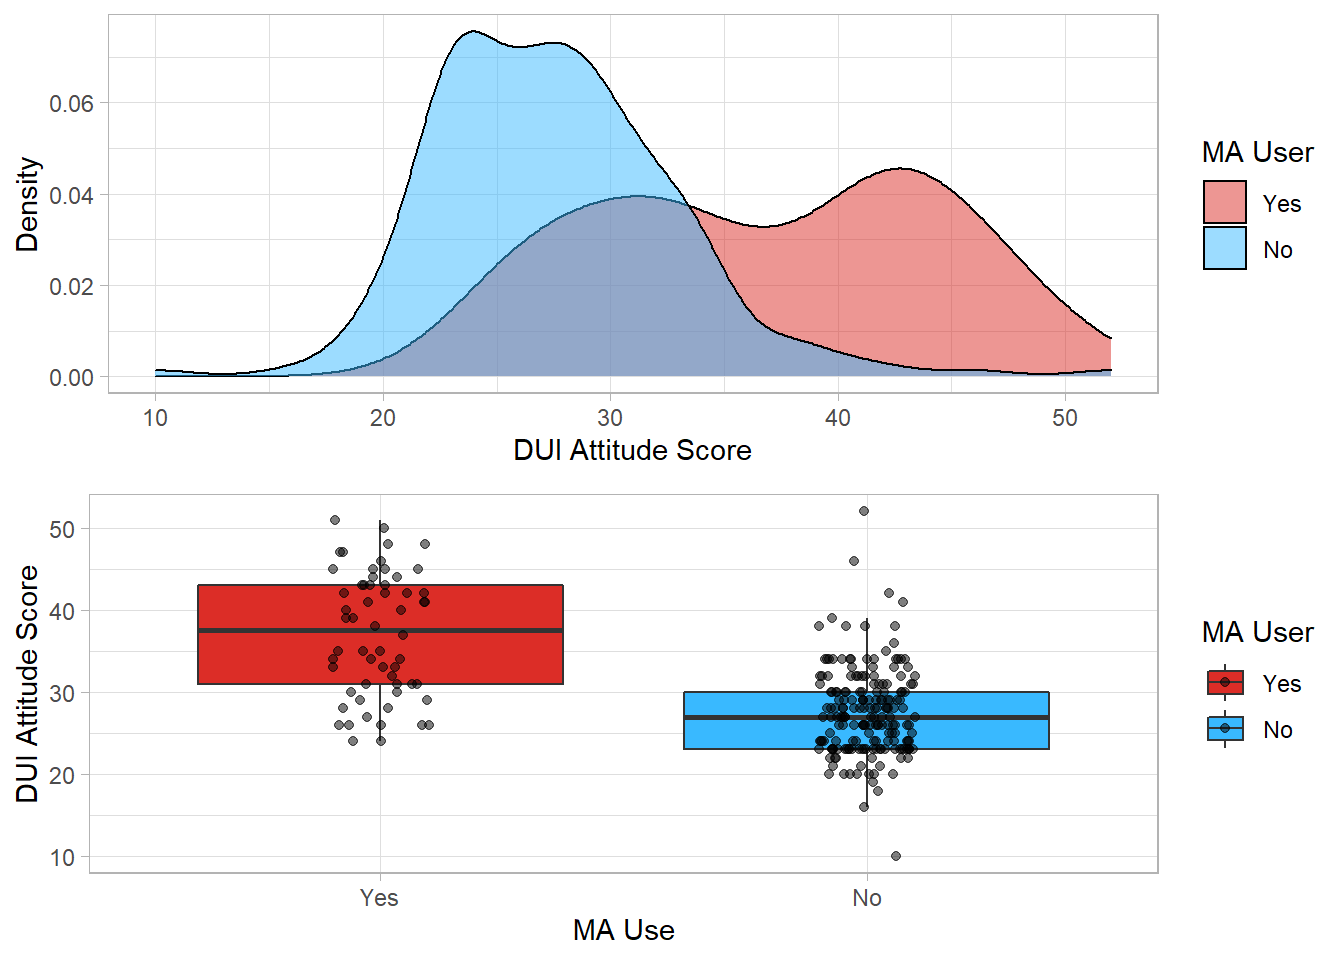 0.06
0.04
0.02
0.00
Density
10 20 30 40 50
DUI Attitude Score
MA User
Yes
No
50
40
30
20
10
DUI Attitude Score
Yes No
MA Use
MA User
Yes
No